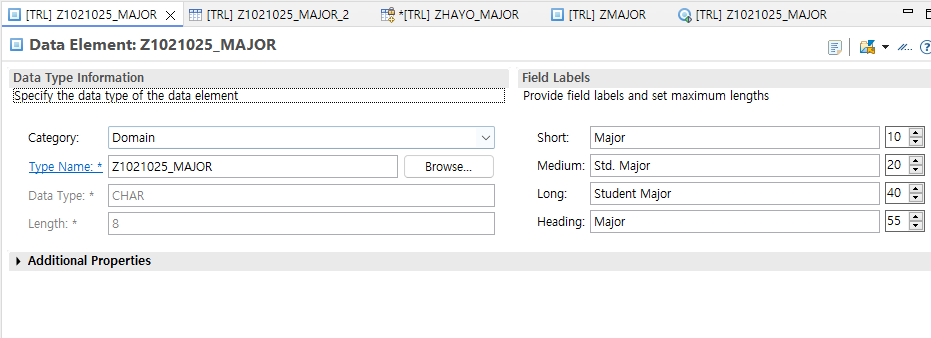 [TRL] Z1021025_MAJOR
[TRL] Z1021025_MAJOR_2
*[TRL] ZHAYO_MAJOR
[TRL] ZMAJOR
[TRL] Z1021025_MAJOR
Data Element: Z1021025_MAJOR
Data Type Information
Specify the data type of the data element
Category: Domain
Type Name: * Z1021025_MAJOR Browse...
Data Type: * CHAR
Length: * 8
Field Labels
Provide field labels and set maximum lengths
Short: Major 10
Medium: Std. Major 20
Long: Student Major 40
Heading: Major 55
Additional Properties